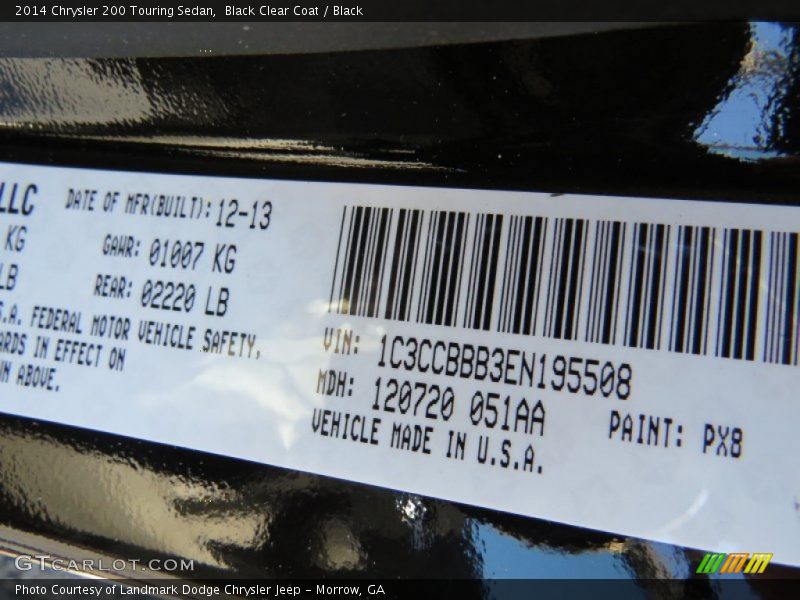 2014 Chrysler 200 Touring Sedan,  Black Clear Coat / Black
LLC
DATE OF MFR(BUILT): 12-13
KG
GAWR: 01007 KG
LB
REAR: 02220 LB
S.A. FEDERAL MOTOR VEHICLE SAFETY,
ARDS IN EFFECT ON
N ABOVE.
VIN: 1C3CCBBB3EN195508
MDH: 120720 051AA
PAINT: PX8
VEHICLE MADE IN U.S.A.
GTCARLOT.COM
Photo Courtesy of Landmark Dodge Chrysler Jeep – Morrow, GA